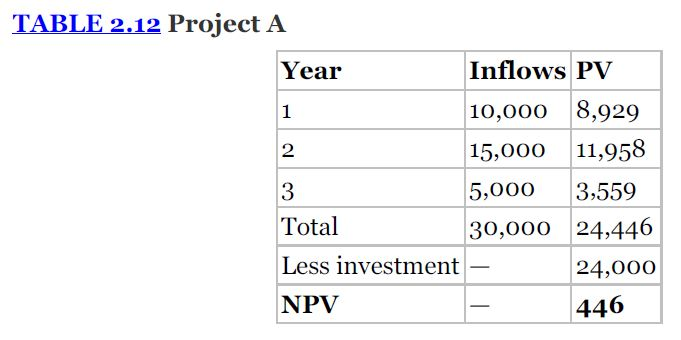 TABLE 2.12 Project A
Year Inflows PV
1 10,000 8,929
2 15,000 11,958
3 5,000 3,559
Total 30,000 24,446
Less investment — 24,000
NPV — 446